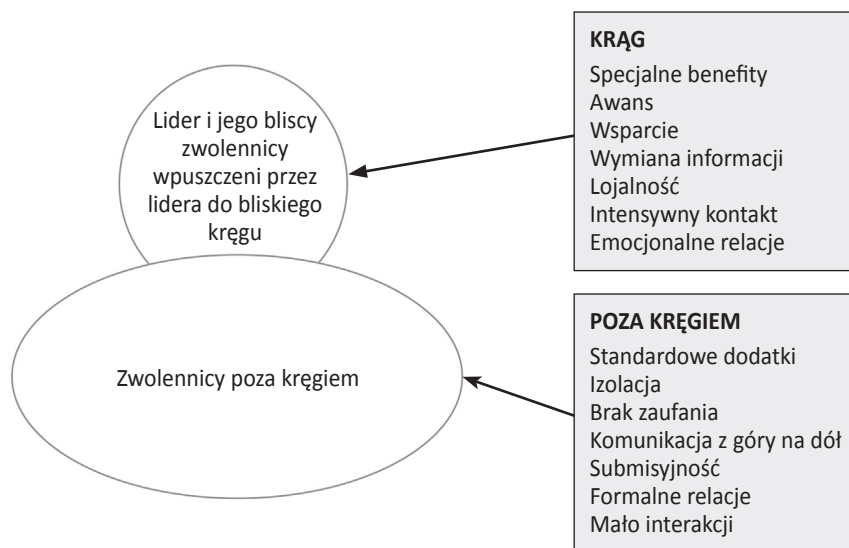 Lider i jego bliscy
zwolennicy
wpuszczeni przez
lidera do bliskiego
kręgu
Zwolennicy poza kręgiem
KRĄG
Specjalne benefity
Awans
Wsparcie
Wymiana informacji
Lojalność
Intensywny kontakt
Emocjonalne relacje
POZA KRĘGIEM
Standardowe dodatki
Izolacja
Brak zaufania
Komunikacja z góry na dół
Submisyjność
Formalne relacje
Mało interakcji